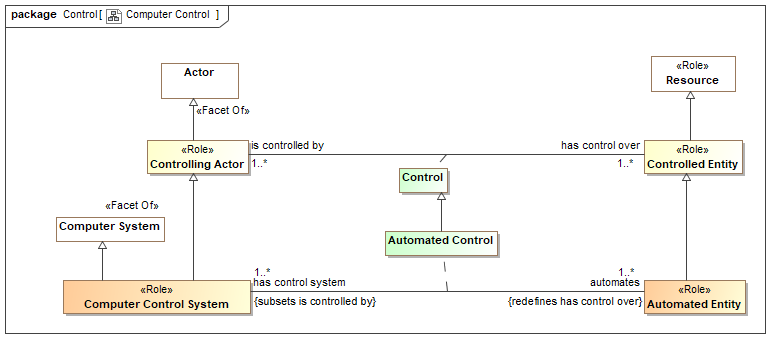 package Control[ Computer Control ]
Actor
«Role»
Resource
«Facet Of»
«Role»
Controlling Actor
is controlled by
1..*
has control over
1..*
«Role»
Controlled Entity
Control
«Facet Of»
Computer System
Automated Control
«Role»
Computer Control System
1..*
has control system
{subsets is controlled by}
1..*
automates
{redefines has control over}
«Role»
Automated Entity